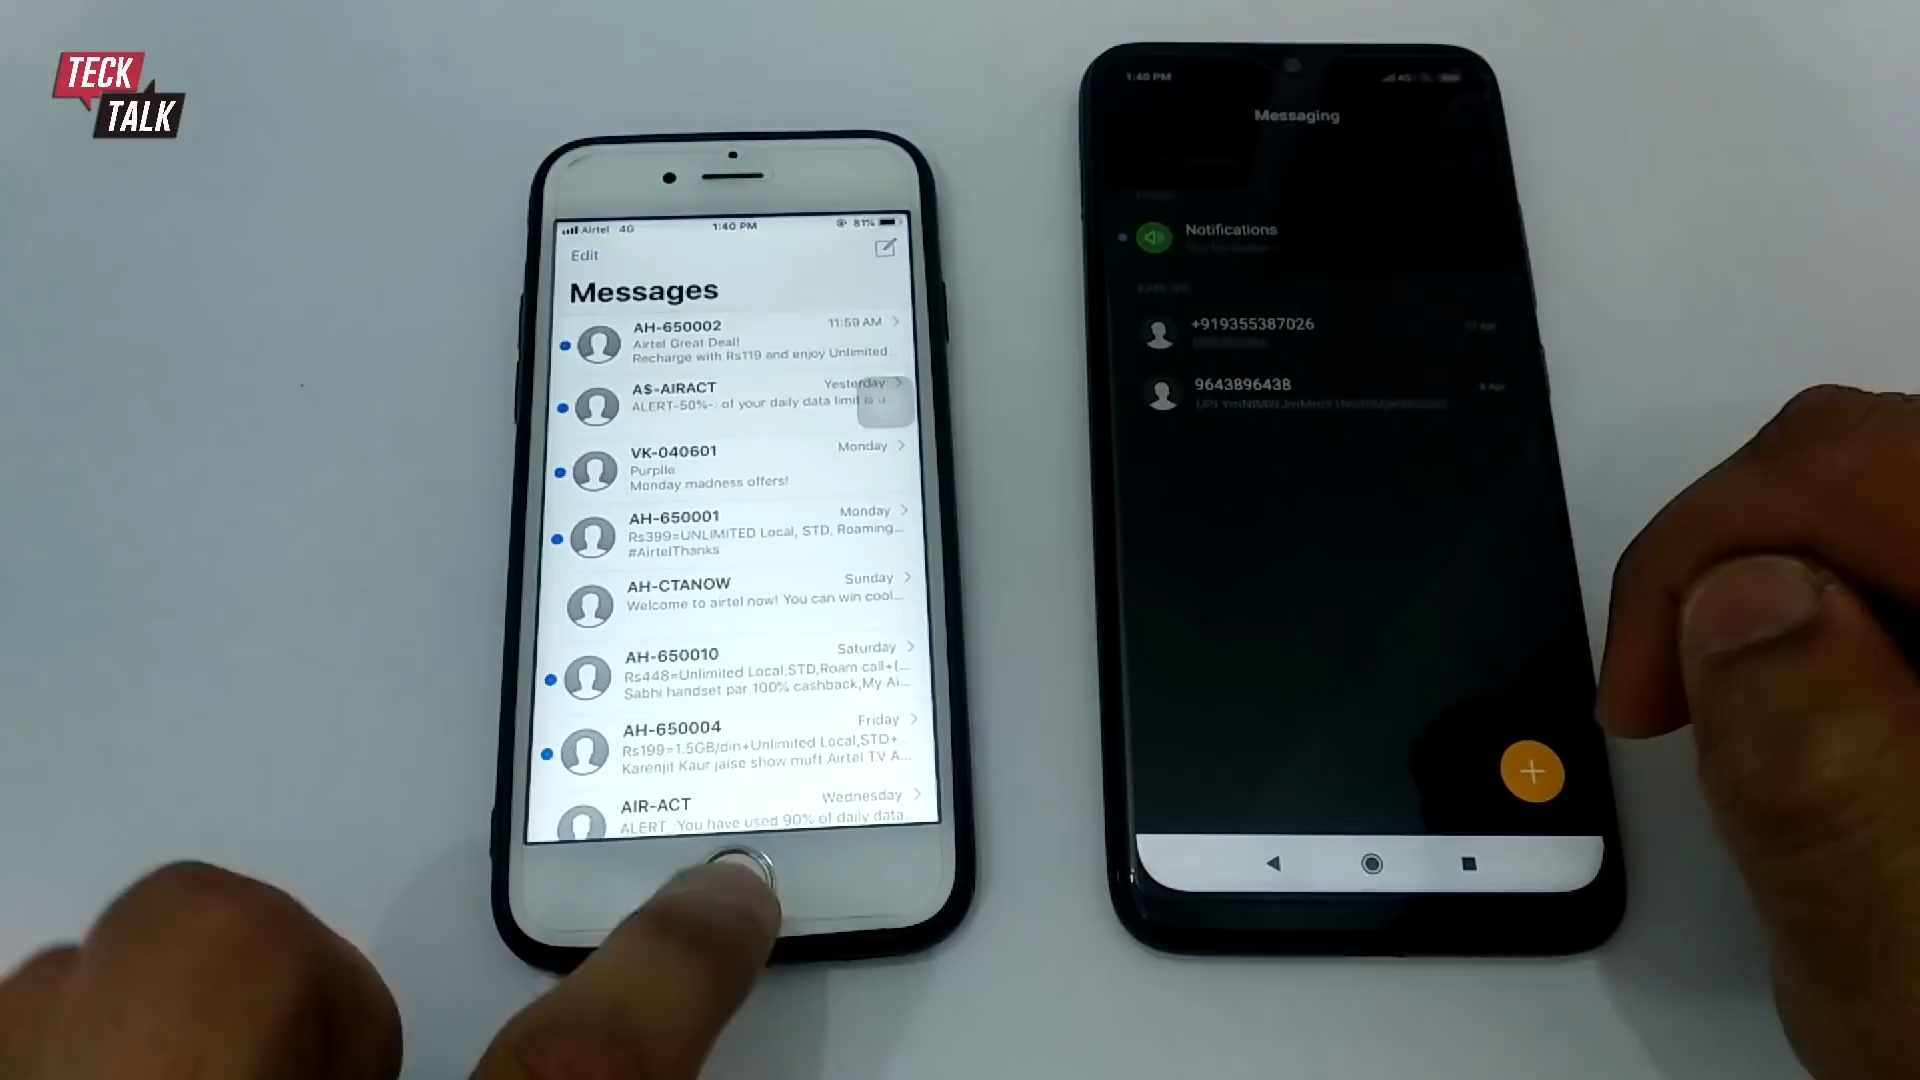 TECK
TALK
Airtel 4G
1:40 PM
81%
Edit
Messages
AH-650002
11:59 AM
Airtel Great Deal!
Recharge with Rs119 and enjoy Unlimited
A$-AIRACT
Yesterday
ALERT-50%-: of your daily data limit is u...
VK-040601
Monday
Purplle
Monday madness offers!
AH-650001
Monday
Rs399=UNLIMITED Local, STD, Roaming...
#AirtelThanks
AH-CTANOW
Sunday
Welcome to airtel now! You can win cool...
AH-650010
Saturday
Rs448=Unlimited Local,STD,Roam call+(...
Sabhi handset par 100% cashback,My Ai...
AH-650004
Friday
Rs199=1.5GB/din+Unlimited Local,STD+...
Karenjit Kaur jaise show muft Airtel TV A...
AIR-ACT
Wednesday
ALERT You have used 90% of daily data
1:40 PM
4G
Messaging
Notifications
+919355387026
9643896438